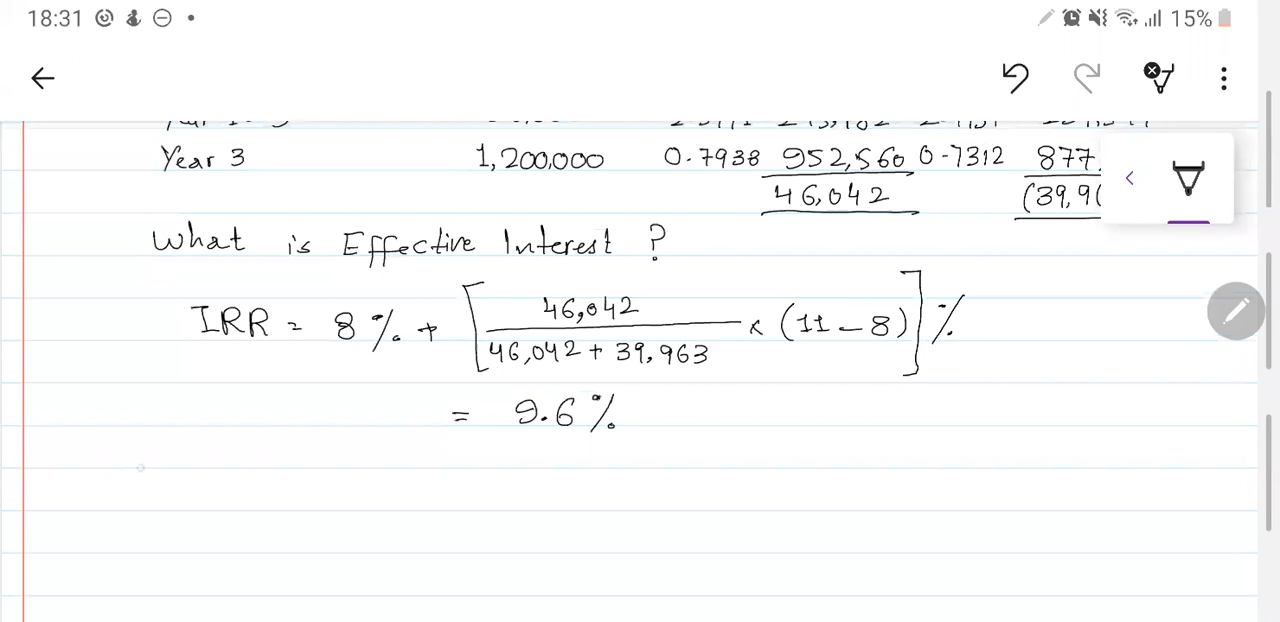 18:31 15%
Year 3 1,200,000 0.7938 952,560 0.7312 877,
46,042 (39,9
What is Effective Interest ?
IRR = 8% + [ 46,042 / 46,042 + 39,963 x (11 - 8) ] %
= 9.6%